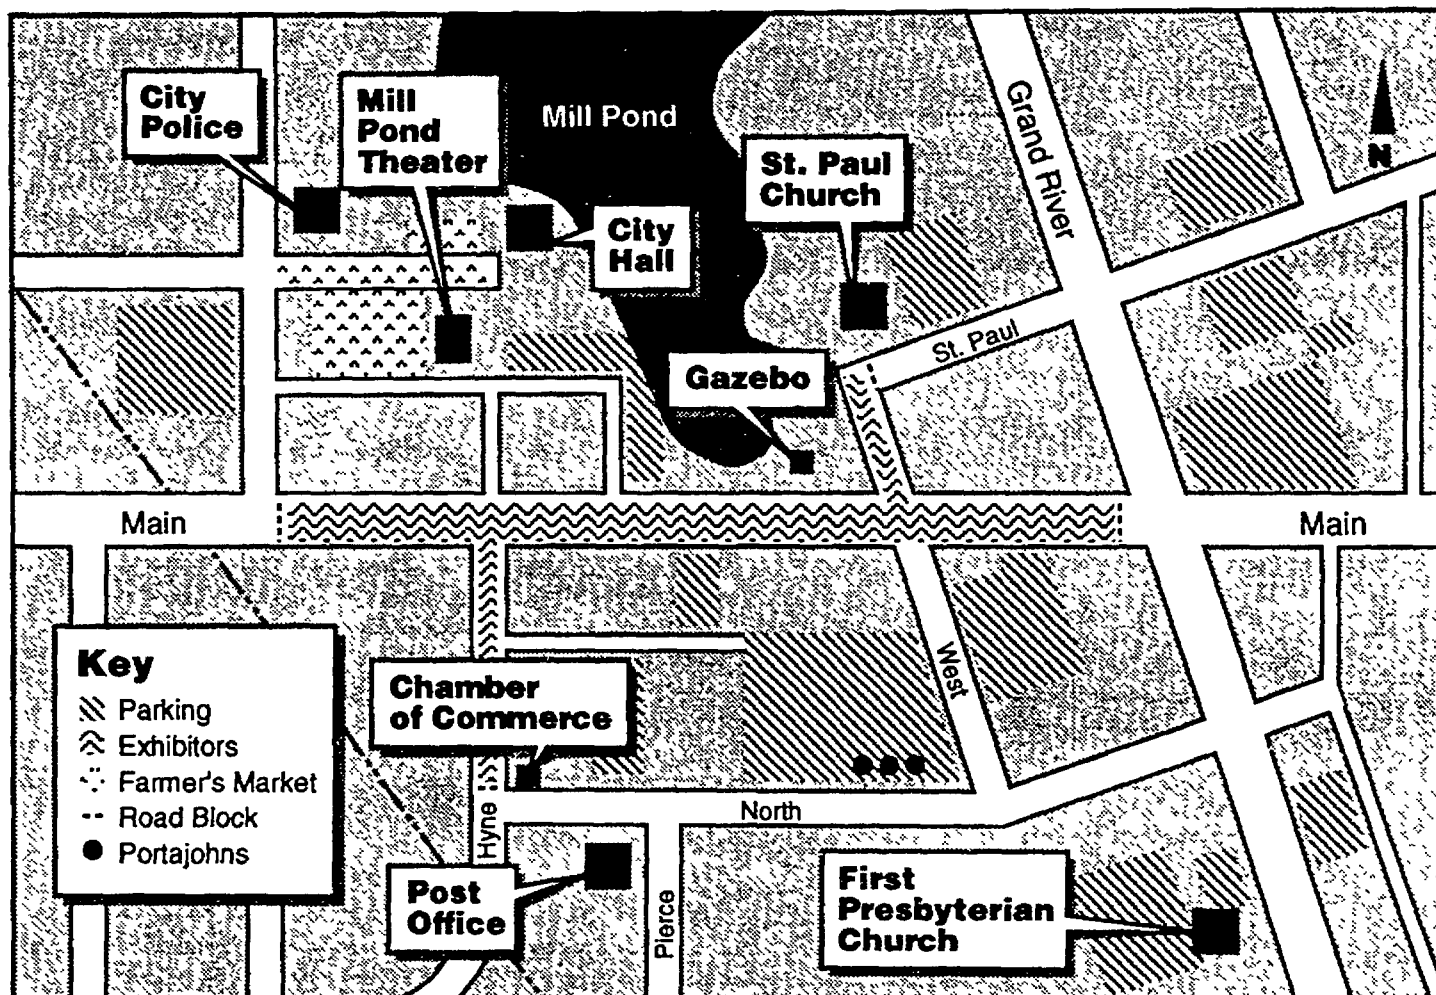 City
Police
Mill
Pond
Theater
Mill Pond
St. Paul
Church
Grand River
N
City
Hall
St. Paul
Gazebo
Main
Main
Key
Parking
Exhibitors
Farmer's Market
Road Block
Portajohns
Chamber
of Commerce
West
North
Hyne
Post
Office
Pierce
First
Presbyterian
Church